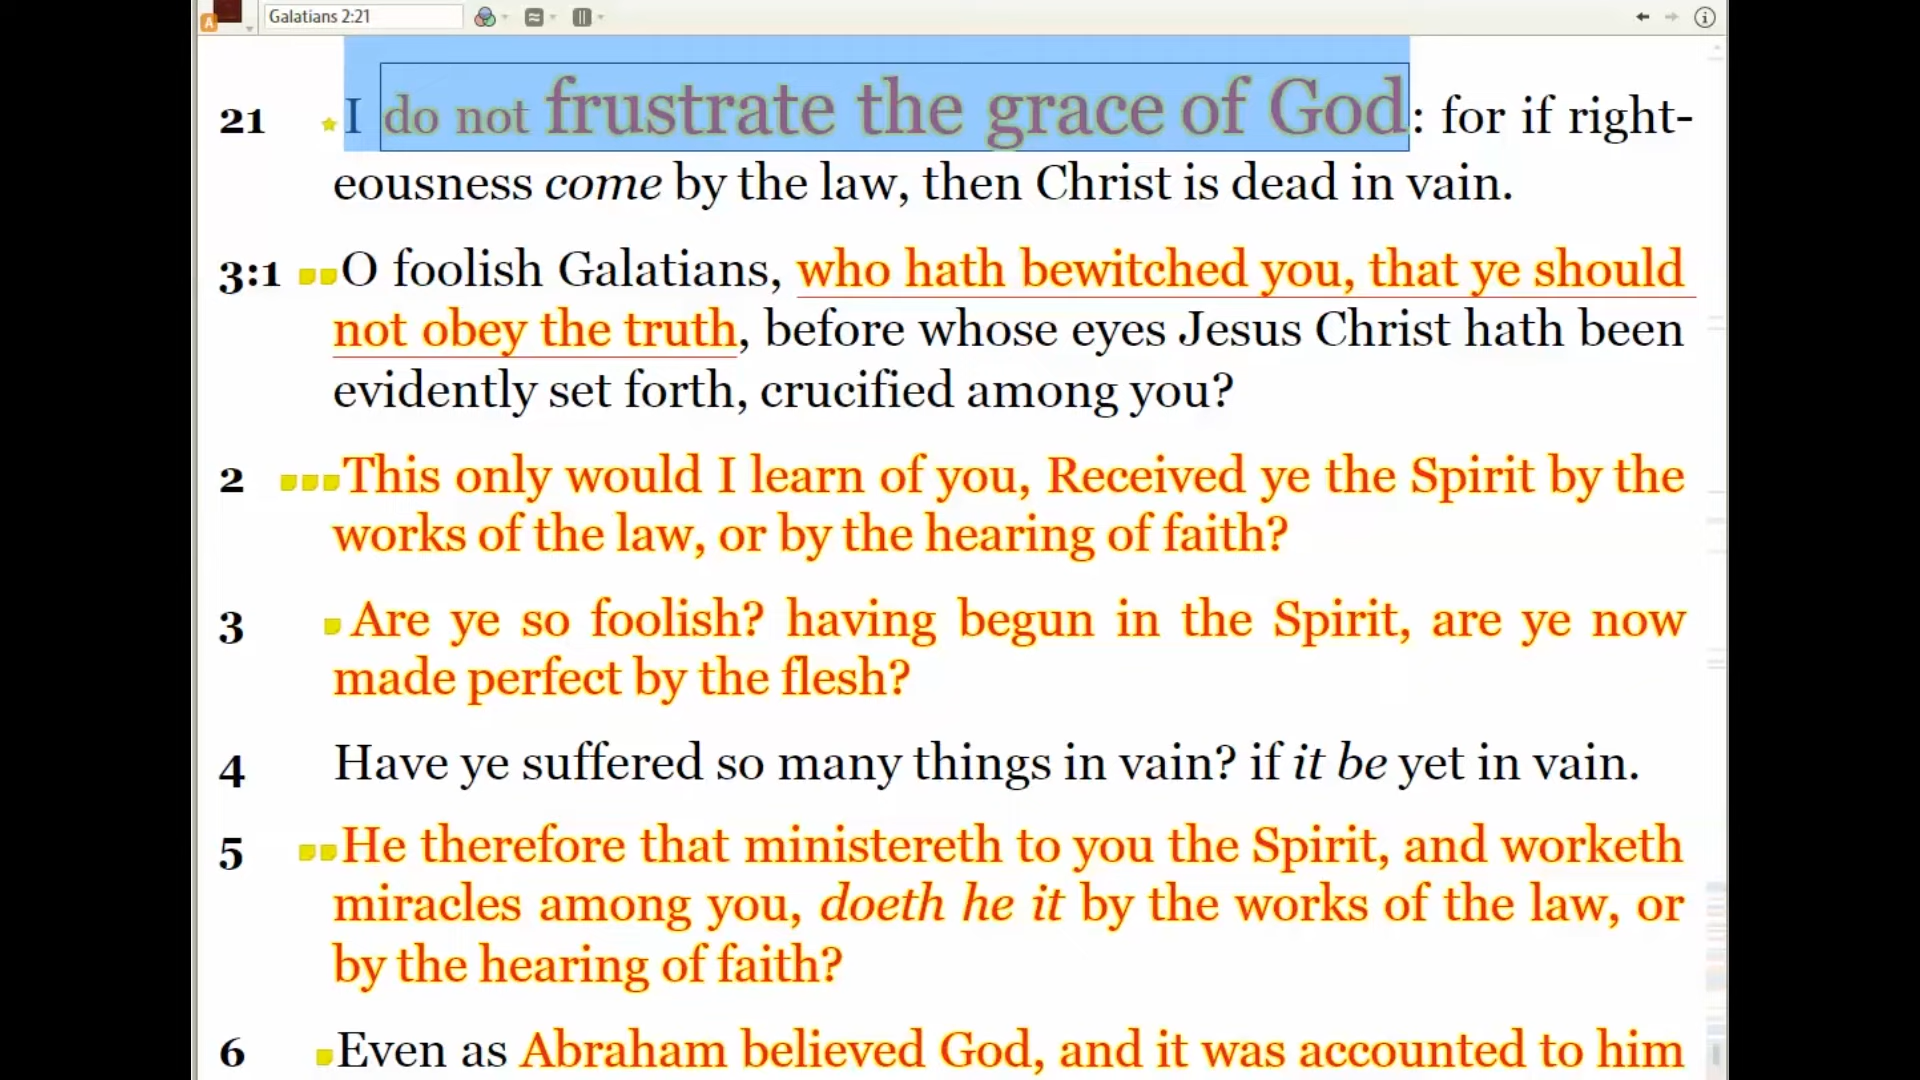 A
Galatians 2:21
21 I do not frustrate the grace of God: for if right-
eousness come by the law, then Christ is dead in vain.
3:1 O foolish Galatians, who hath bewitched you, that ye should
not obey the truth, before whose eyes Jesus Christ hath been
evidently set forth, crucified among you?
2 This only would I learn of you, Received ye the Spirit by the
works of the law, or by the hearing of faith?
3 Are ye so foolish? having begun in the Spirit, are ye now
made perfect by the flesh?
4 Have ye suffered so many things in vain? if it be yet in vain.
5 He therefore that ministereth to you the Spirit, and worketh
miracles among you, doeth he it by the works of the law, or
by the hearing of faith?
6 Even as Abraham believed God, and it was accounted to him